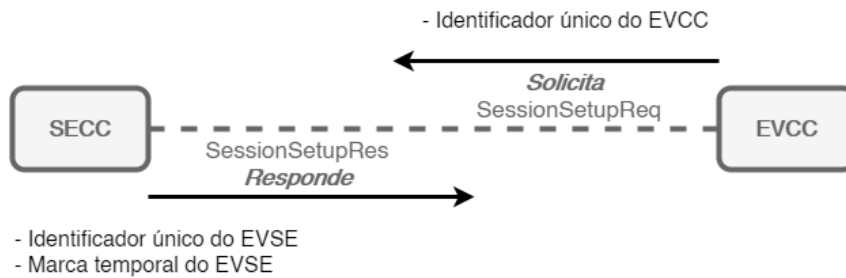 - Identificador único do EVCC
Solicita
SessionSetupReq
SECC
EVCC
SessionSetupRes
Responde
- Identificador único do EVSE
- Marca temporal do EVSE